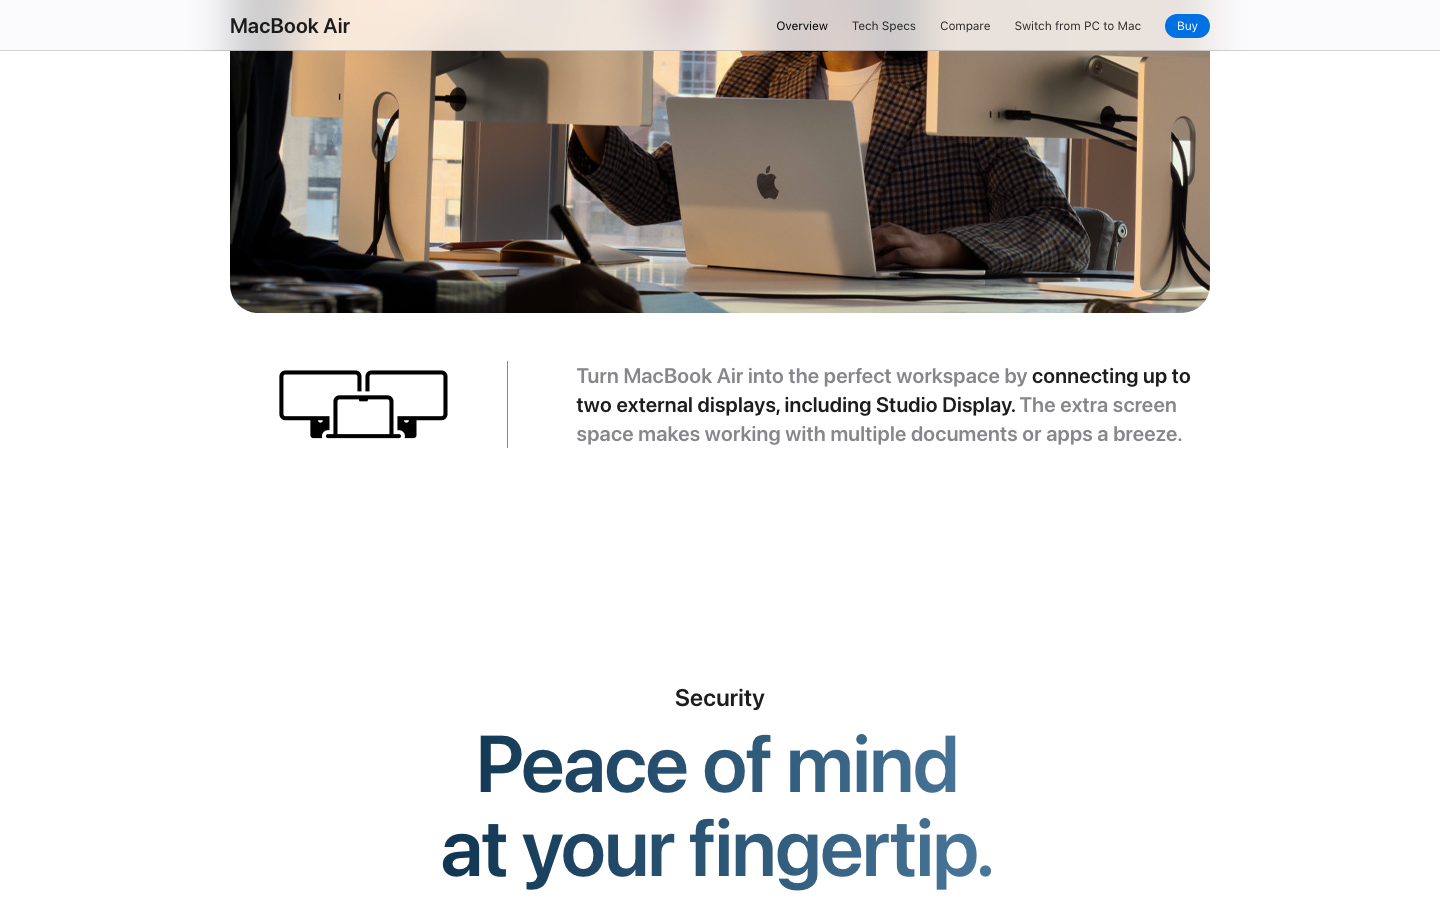 MacBook Air
Overview
Tech Specs
Compare
Switch from PC to Mac
Buy
Turn MacBook Air into the perfect workspace by connecting up to
two external displays, including Studio Display. The extra screen
space makes working with multiple documents or apps a breeze.
Security
Peace of mind
at your fingertip.